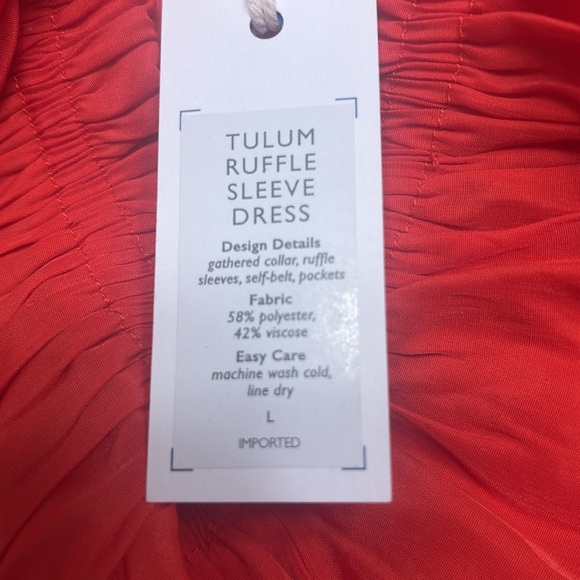 TULUM
RUFFLE
SLEEVE
DRESS
Design Details
gathered collar, ruffle
sleeves, self-belt, pockets
Fabric
58% polyester,
42% viscose
Easy Care
machine wash cold,
line dry
L
IMPORTED